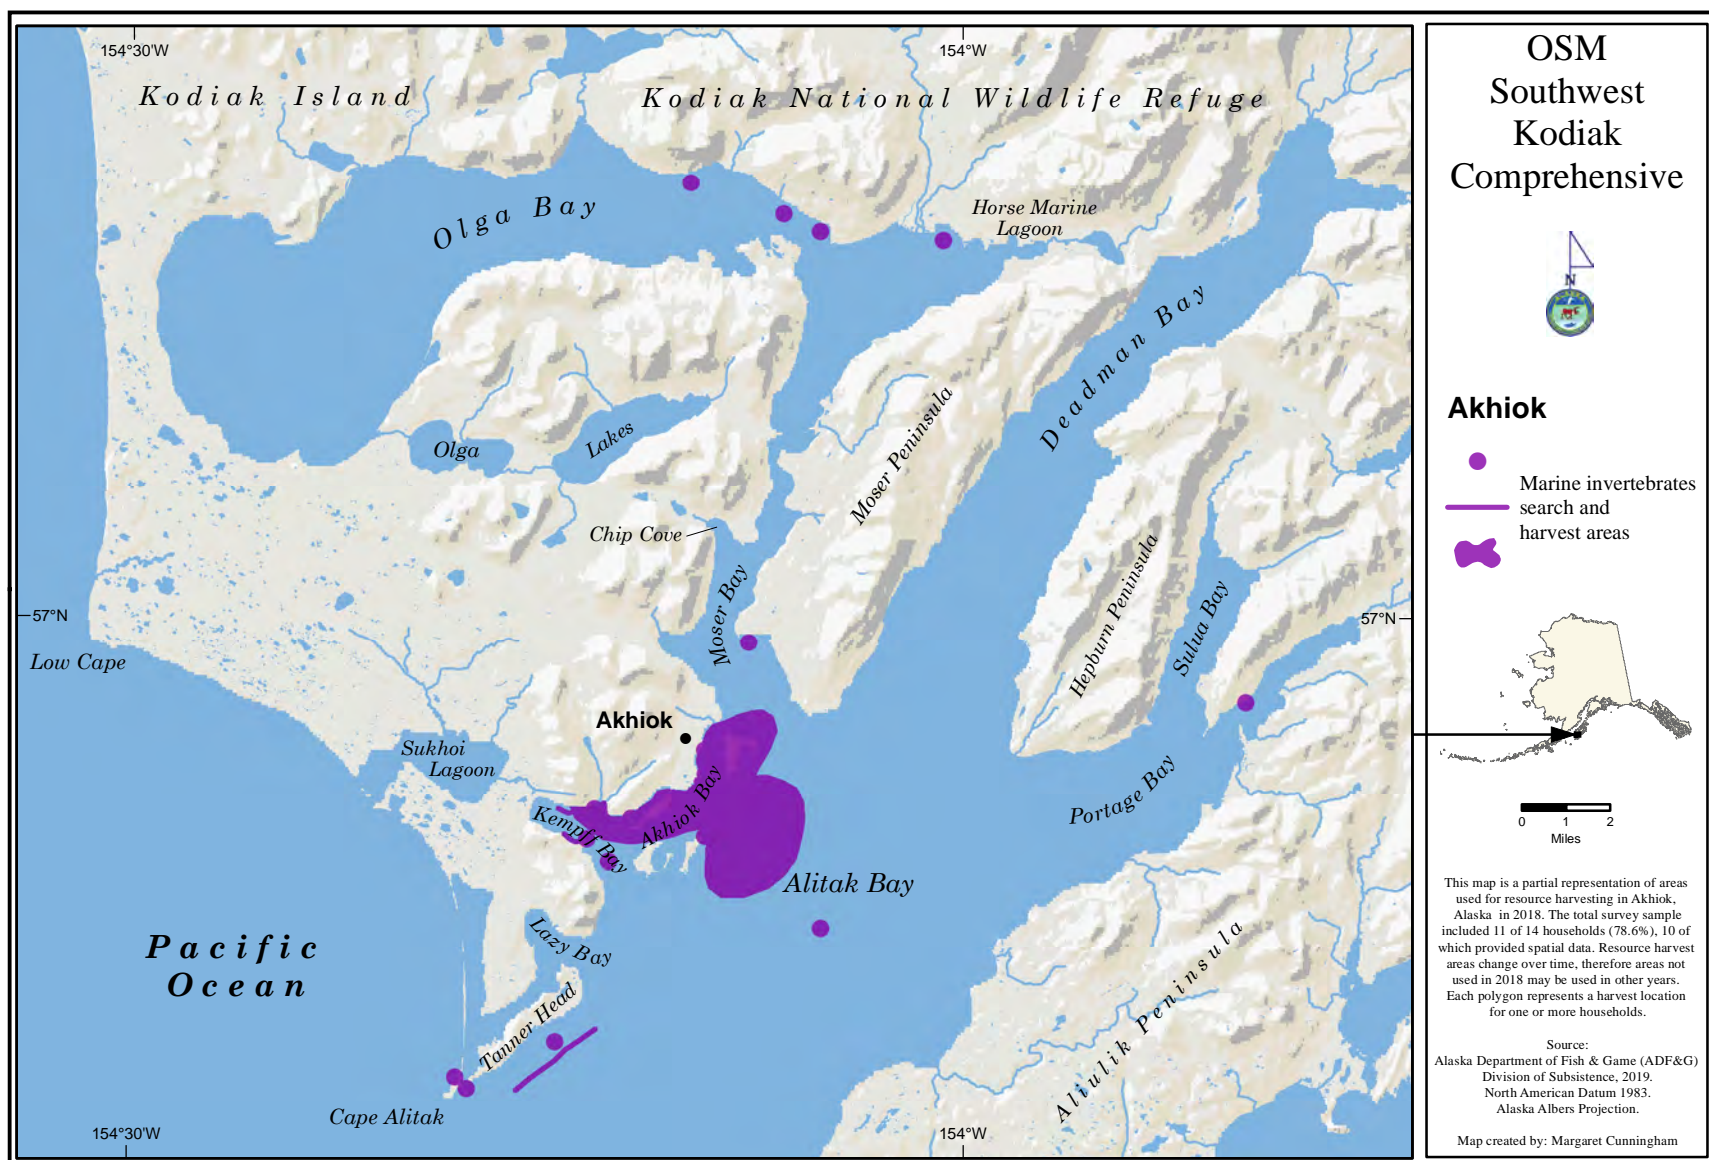 154°30'W
154°W
Kodiak Island
Kodiak National Wildlife Refuge
Olga Bay
Horse Marine
Lagoon
Deadman Bay
Olga
Lakes
Moser Peninsula
Chip Cove
Moser Bay
Hepburn Peninsula
Sulua Bay
57°N
57°N
Low Cape
Akhiok
Sukhoi
Lagoon
Kempff Bay
Akhiok Bay
Portage Bay
Alitak Bay
Lazy Bay
Pacific
Ocean
Tanner Head
Aliulik Peninsula
Cape Alitak
154°30'W
154°W
OSM
Southwest
Kodiak
Comprehensive
N
Akhiok
Marine invertebrates
search and
harvest areas
0 1 2
Miles
This map is a partial representation of areas
used for resource harvesting in Akhiok,
Alaska in 2018. The total survey sample
included 11 of 14 households (78.6%), 10 of
which provided spatial data. Resource harvest
areas change over time, therefore areas not
used in 2018 may be used in other years.
Each polygon represents a harvest location
for one or more households.
Source:
Alaska Department of Fish & Game (ADF&G)
Division of Subsistence, 2019.
North American Datum 1983.
Alaska Albers Projection.
Map created by: Margaret Cunningham